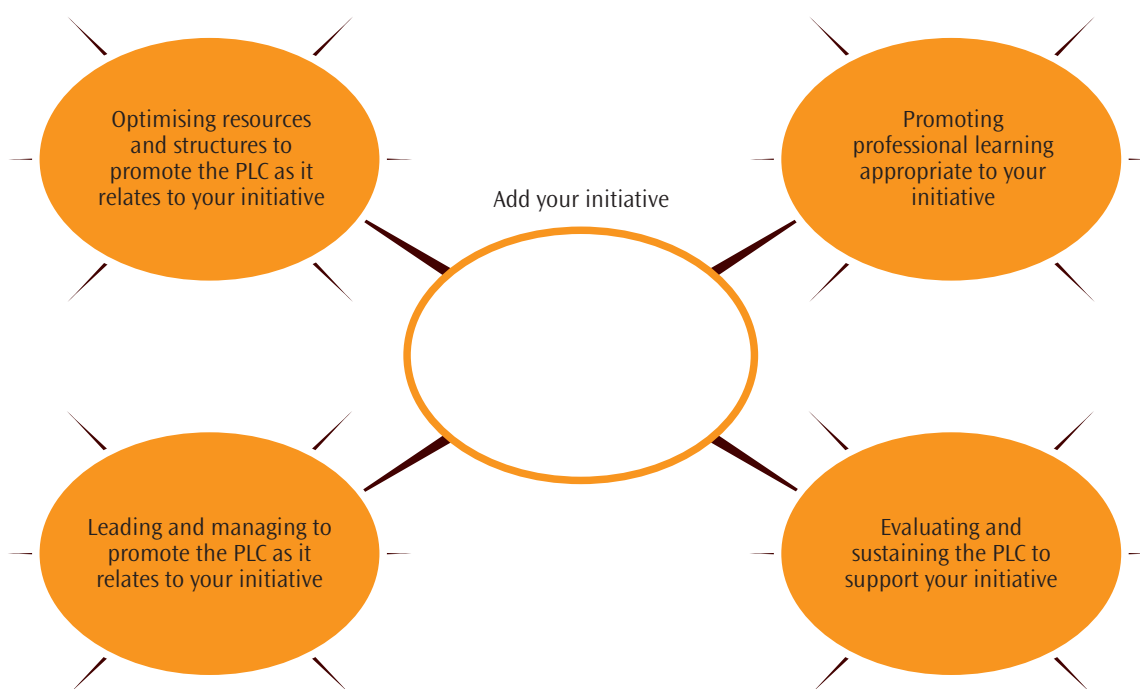 Optimising resources
and structures to
promote the PLC as it
relates to your initiative
Promoting
professional learning
appropriate to your
initiative
Add your initiative
Leading and managing to
promote the PLC as it
relates to your initiative
Evaluating and
sustaining the PLC to
support your initiative